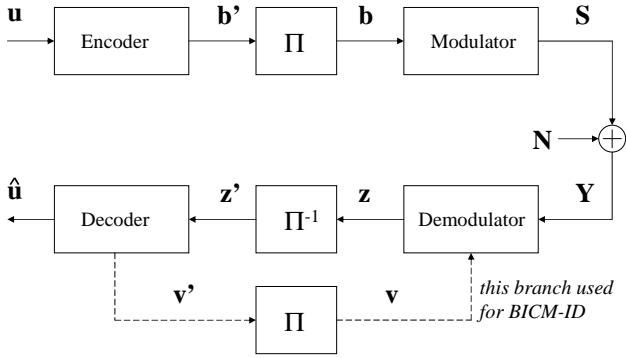 u
Encoder
b'
Π
b
Modulator
S
N
+
û
Decoder
z'
Π⁻¹
z
Demodulator
Y
v'
Π
v
this branch used
for BICM-ID